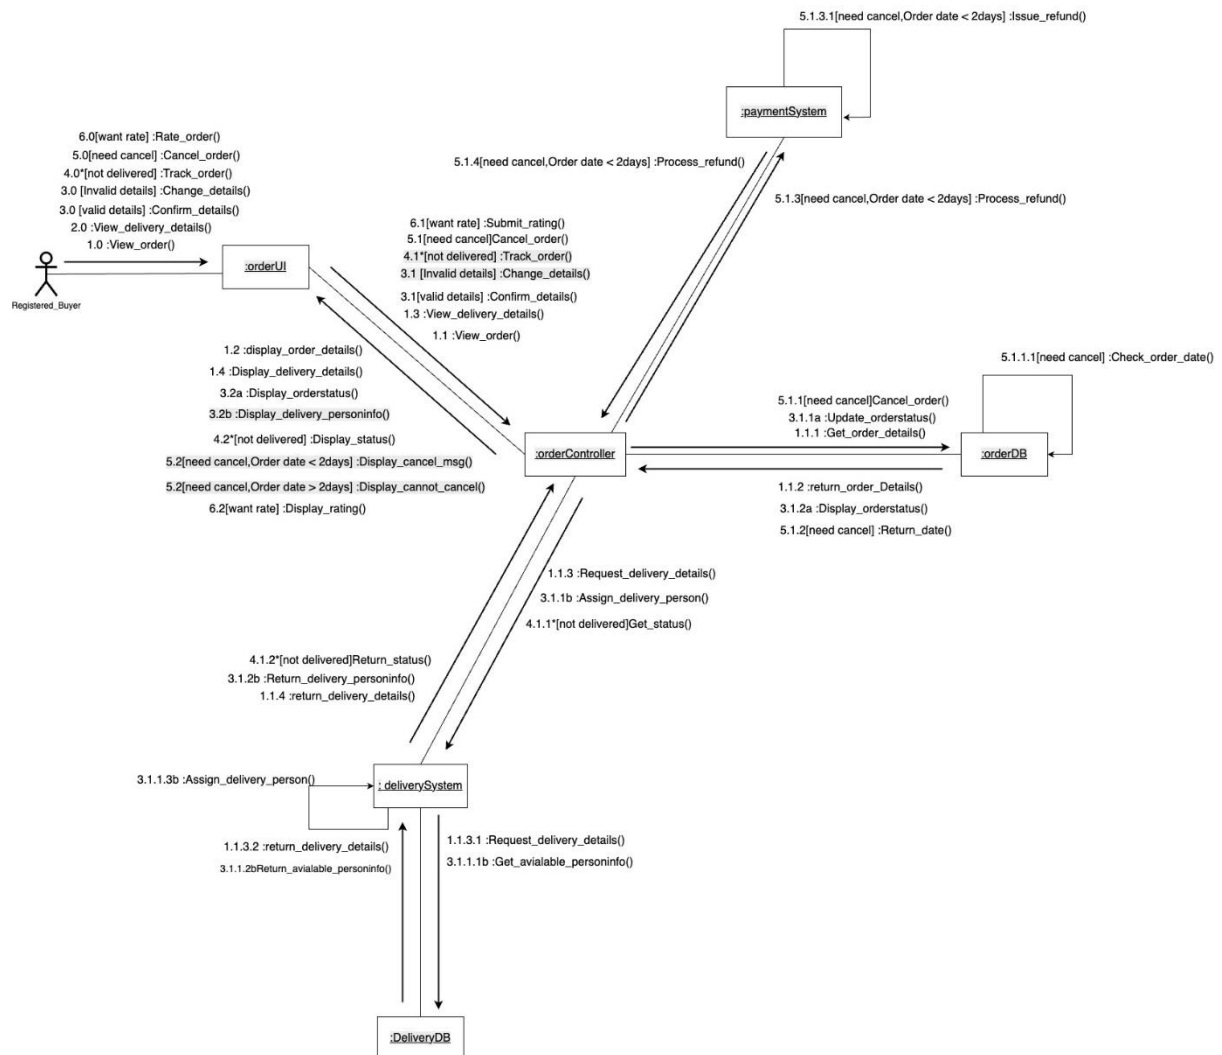 5.1.3.1[need cancel,Order date < 2days] :Issue_refund()
:paymentSystem
6.0[want rate] :Rate_order()
5.0[need cancel] :Cancel_order()
4.0*[not delivered] :Track_order()
3.0 [Invalid details] :Change_details()
3.0 [valid details] :Confirm_details()
2.0 :View_delivery_details()
1.0 :View_order()
Registered_Buyer
:orderUI
5.1.4[need cancel,Order date < 2days] :Process_refund()
5.1.3[need cancel,Order date < 2days] :Process_refund()
6.1[want rate] :Submit_rating()
5.1[need cancel]Cancel_order()
4.1*[not delivered] :Track_order()
3.1 [Invalid details] :Change_details()
3.1[valid details] :Confirm_details()
1.3 :View_delivery_details()
1.1 :View_order()
1.2 :display_order_details()
1.4 :Display_delivery_details()
3.2a :Display_orderstatus()
3.2b :Display_delivery_personinfo()
4.2*[not delivered] :Display_status()
5.2[need cancel,Order date < 2days] :Display_cancel_msg()
5.2[need cancel,Order date > 2days] :Display_cannot_cancel()
6.2[want rate] :Display_rating()
:orderController
5.1.1.1[need cancel] :Check_order_date()
5.1.1[need cancel]Cancel_order()
3.1.1a :Update_orderstatus()
1.1.1 :Get_order_details()
:orderDB
1.1.2 :return_order_Details()
3.1.2a :Display_orderstatus()
5.1.2[need cancel] :Return_date()
1.1.3 :Request_delivery_details()
3.1.1b :Assign_delivery_person()
4.1.1*[not delivered]Get_status()
4.1.2*[not delivered]Return_status()
3.1.2b :Return_delivery_personinfo()
1.1.4 :return_delivery_details()
3.1.1.3b :Assign_delivery_person()
: deliverySystem
1.1.3.2 :return_delivery_details()
3.1.1.2bReturn_avialable_personinfo()
1.1.3.1 :Request_delivery_details()
3.1.1.1b :Get_avialable_personinfo()
:DeliveryDB